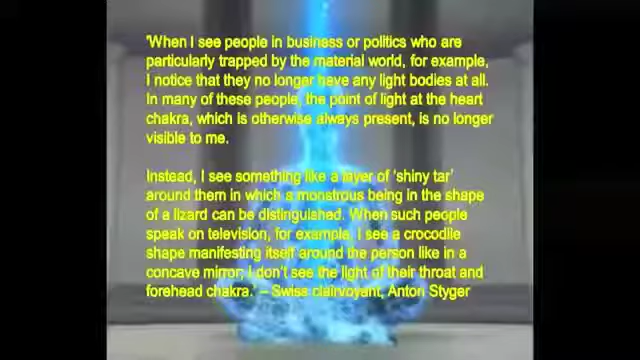 'When I see people in business or politics who are
particularly trapped by the material world, for example,
I notice that they no longer have any light bodies at all.
In many of these people, the point of light at the heart
chakra, which is otherwise always present, is no longer
visible to me.
Instead, I see something like a layer of 'shiny tar'
around them in which a monstrous being in the shape
of a lizard can be distinguished. When such people
speak on television, for example, I see a crocodile
shape manifesting itself around the person like in a
concave mirror; I don't see the light of their throat and
forehead chakra.' – Swiss clairvoyant, Anton Styger